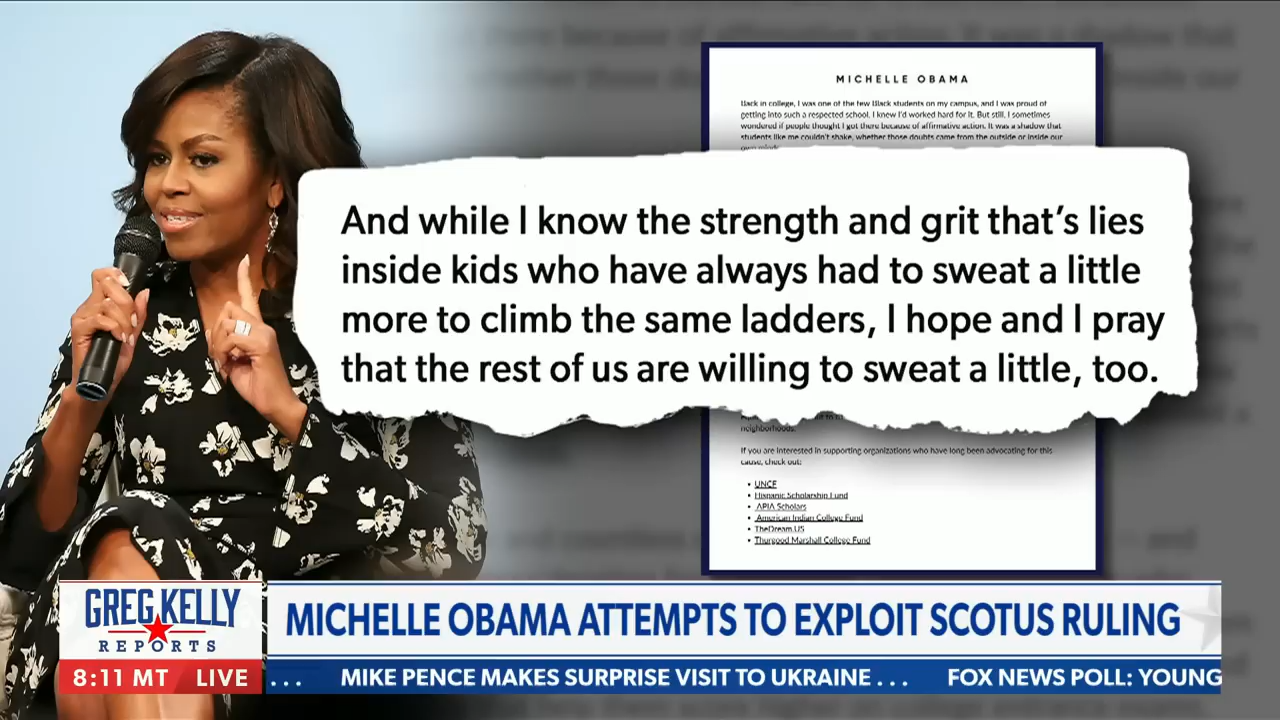 MICHELLE OBAMA
Back in college, I was one of the few Black students on my campus, and I was proud of
getting into such a respected school. I knew I'd worked hard for it. But still, I sometimes
wondered if people thought I got there because of affirmative action. It was a shadow that
students like me couldn't shake, whether those doubts came from the outside or inside our
And while I know the strength and grit that's lies
inside kids who have always had to sweat a little
more to climb the same ladders, I hope and I pray
that the rest of us are willing to sweat a little, too.
neighborhoods.
If you are interested in supporting organizations who have long been advocating for this
cause, check out:
• UNCF
• Hispanic Scholarship Fund
• APIA Scholars
• American Indian College Fund
• TheDream.US
• Thurgood Marshall College Fund
GREG KELLY
REPORTS
MICHELLE OBAMA ATTEMPTS TO EXPLOIT SCOTUS RULING
8:11 MT LIVE
... MIKE PENCE MAKES SURPRISE VISIT TO UKRAINE ... FOX NEWS POLL: YOUNG